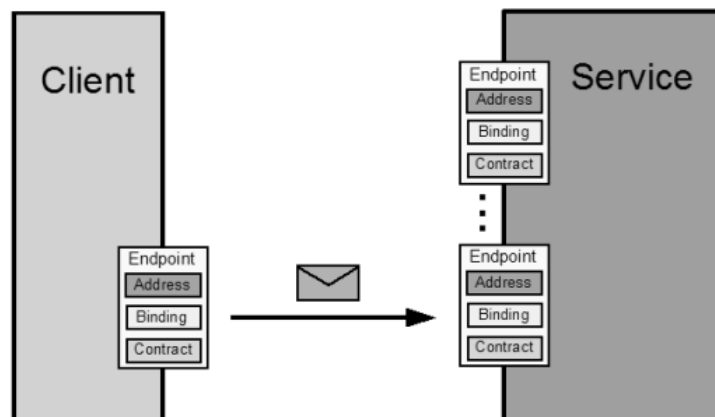 Client
Service
Endpoint
Address
Binding
Contract
Endpoint
Address
Binding
Contract
Endpoint
Address
Binding
Contract